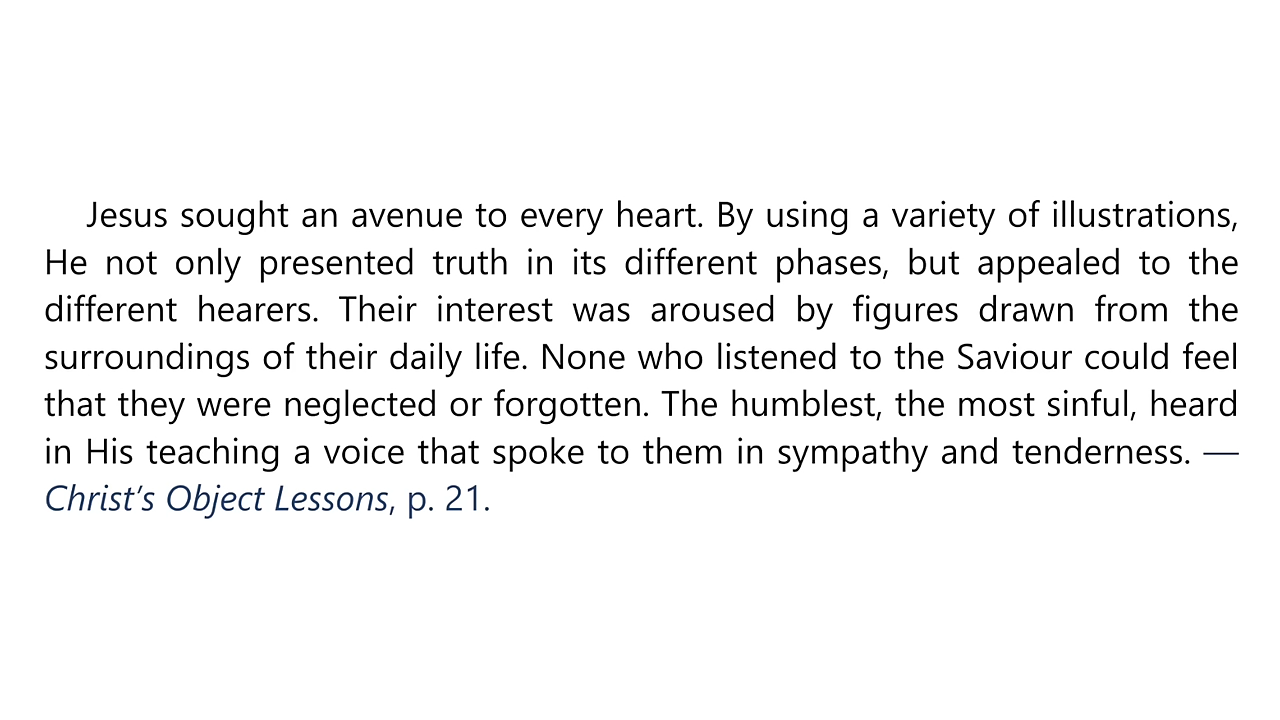 Jesus sought an avenue to every heart. By using a variety of illustrations,
He not only presented truth in its different phases, but appealed to the
different hearers. Their interest was aroused by figures drawn from the
surroundings of their daily life. None who listened to the Saviour could feel
that they were neglected or forgotten. The humblest, the most sinful, heard
in His teaching a voice that spoke to them in sympathy and tenderness. —
Christ’s Object Lessons, p. 21.